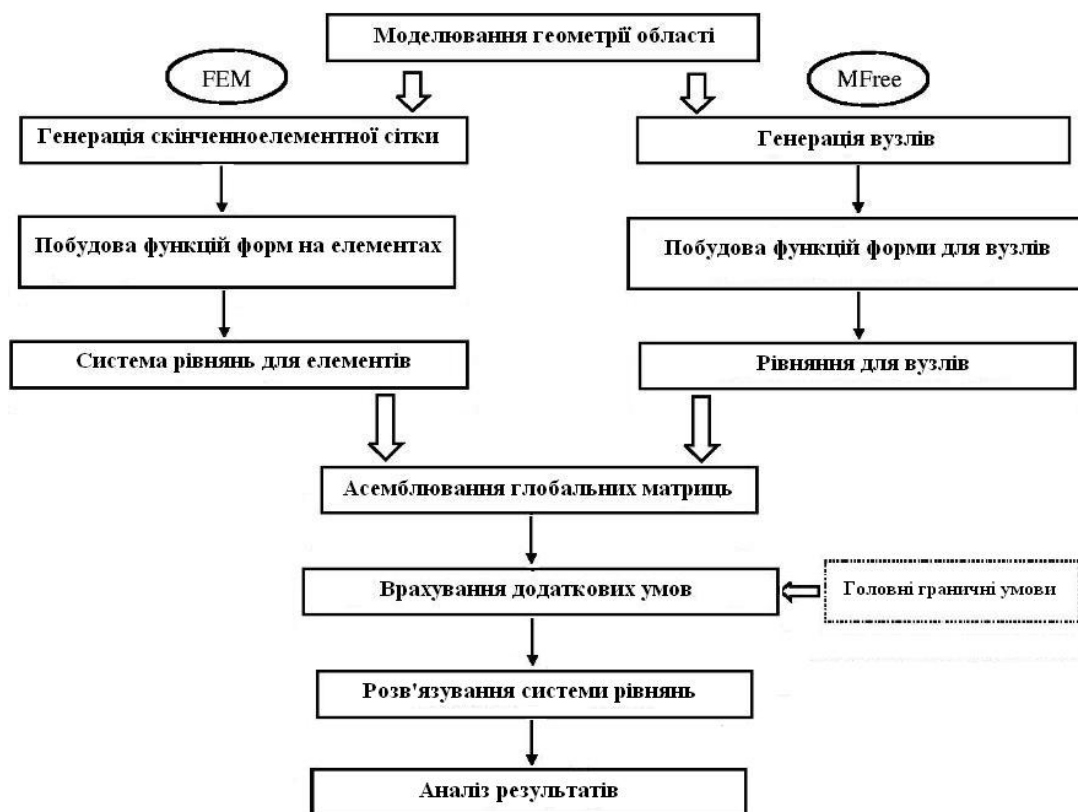 Моделювання геометрії області
FEM
MFree
Генерація скінченноелементної сітки
Генерація вузлів
Побудова функцій форм на елементах
Побудова функцій форми для вузлів
Система рівнянь для елементів
Рівняння для вузлів
Асемблювання глобальних матриць
Врахування додаткових умов
Головні граничні умови
Розв'язування системи рівнянь
Аналіз результатів